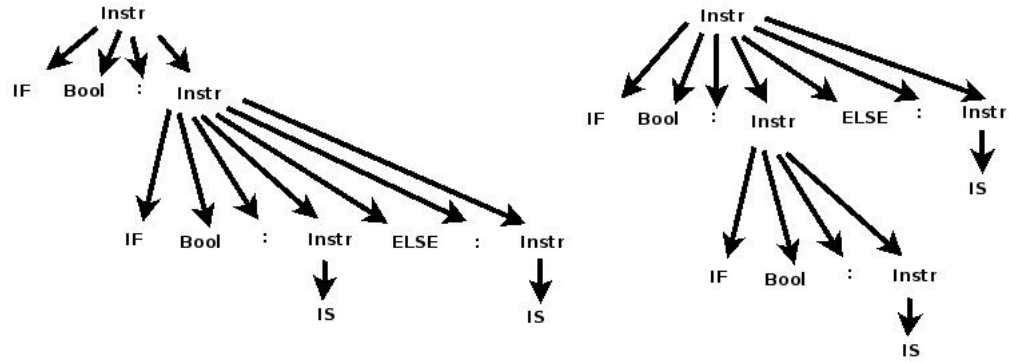 Instr
IF Bool : Instr
IF Bool : Instr ELSE : Instr
IS IS
Instr
IF Bool : Instr ELSE : Instr
IS
IF Bool : Instr
IS